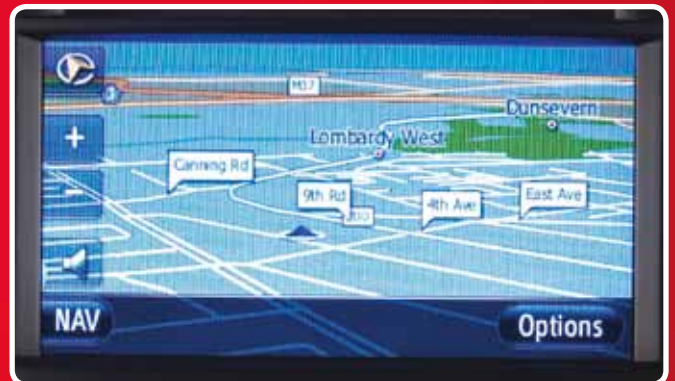 M37
Dunsevern
Lombardy West
Canning Rd
9th Rd
4th Ave
East Ave
+
-
NAV
Options